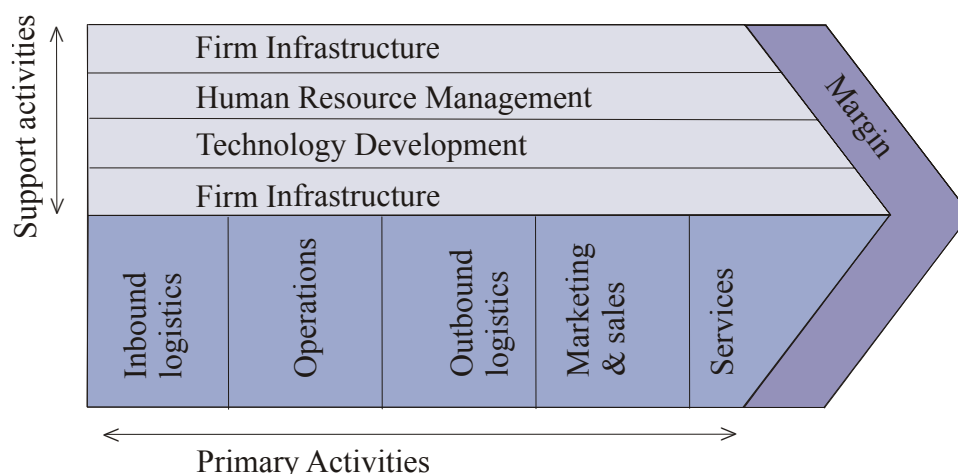 Support activities
Firm Infrastructure
Human Resource Management
Technology Development
Firm Infrastructure
Margin
Inbound
logistics
Operations
Outbound
logistics
Marketing
& sales
Services
Primary Activities